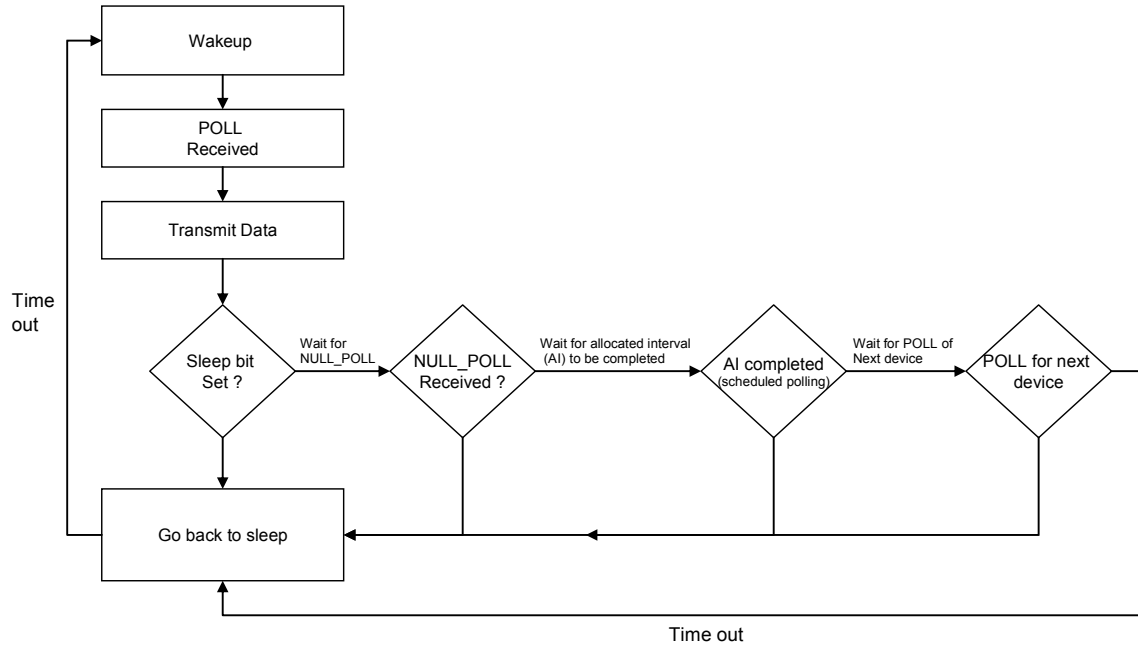 Wakeup
POLL
Received
Transmit Data
Time
out
Sleep bit
Set ?
Wait for
NULL_POLL
NULL_POLL
Received ?
Wait for allocated interval
(AI) to be completed
AI completed
(scheduled polling)
Wait for POLL of
Next device
POLL for next
device
Go back to sleep
Time out